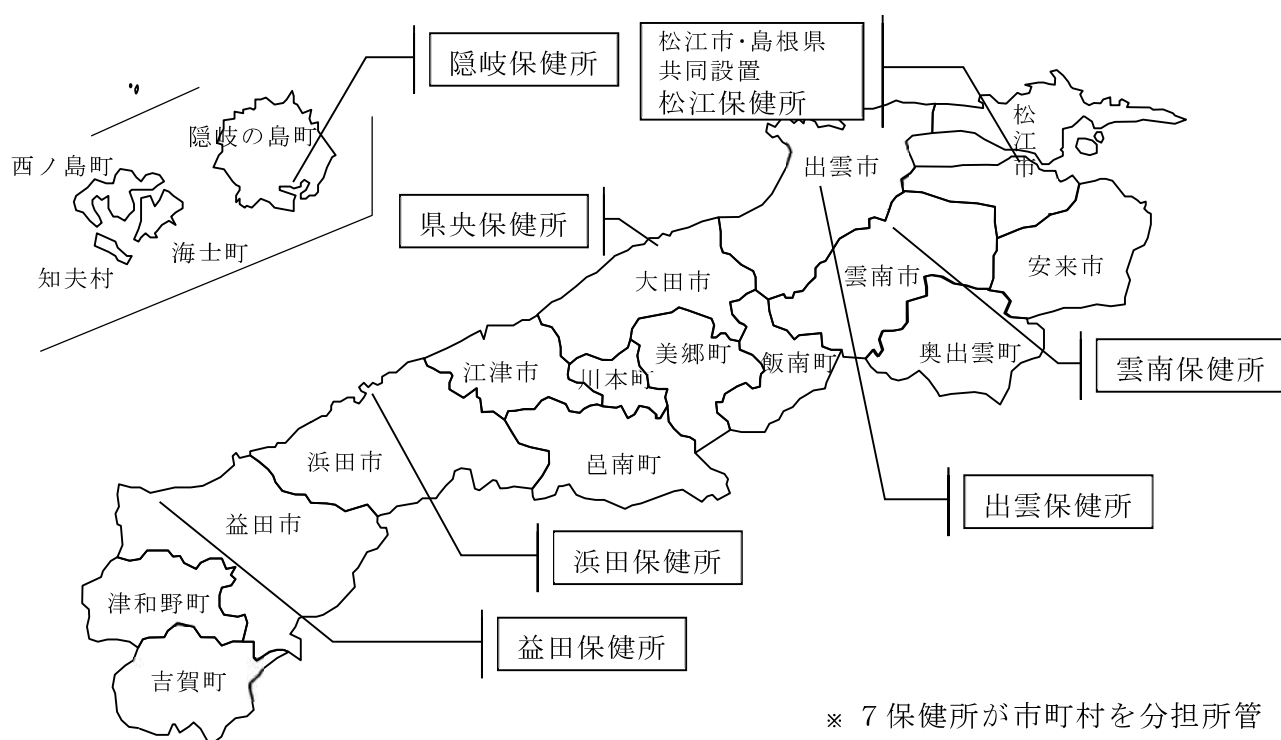 隠岐保健所
松江市・島根県
共同設置
松江保健所
松江市
隠岐の島町
西ノ島町
出雲市
県央保健所
海士町
知夫村
大田市
雲南市
安来市
美郷町
飯南町
奥出雲町
雲南保健所
江津市
川本町
浜田市
邑南町
出雲保健所
益田市
浜田保健所
津和野町
益田保健所
吉賀町
※ 7保健所が市町村を分担所管